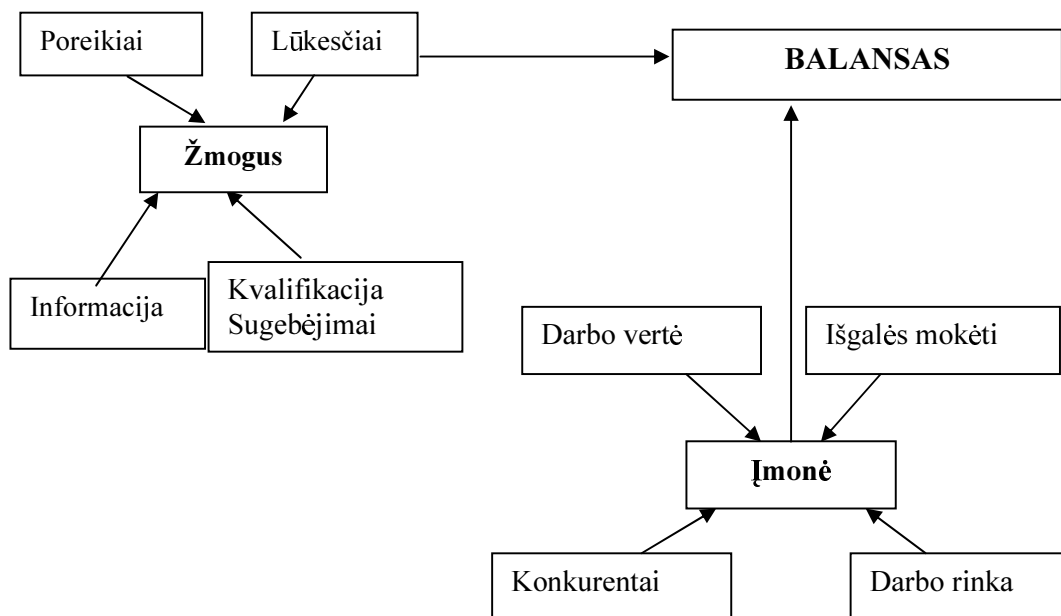 Poreikiai
Lūkesčiai
BALANSAS
Žmogus
Informacija
Kvalifikacija
Sugebėjimai
Darbo vertė
Išgalės mokėti
Įmonė
Konkurentai
Darbo rinka